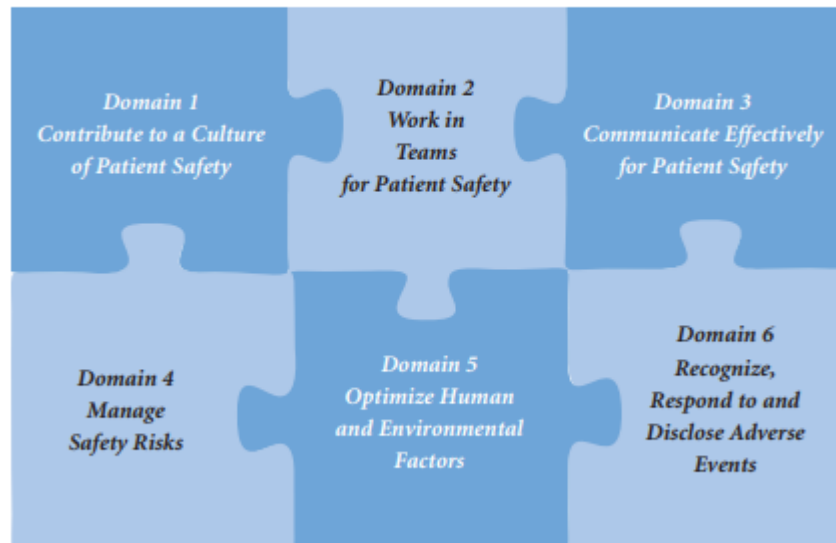 Domain 1
Contribute to a Culture
of Patient Safety
Domain 2
Work in
Teams
for Patient Safety
Domain 3
Communicate Effectively
for Patient Safety
Domain 4
Manage
Safety Risks
Domain 5
Optimize Human
and Environmental
Factors
Domain 6
Recognize,
Respond to and
Disclose Adverse
Events